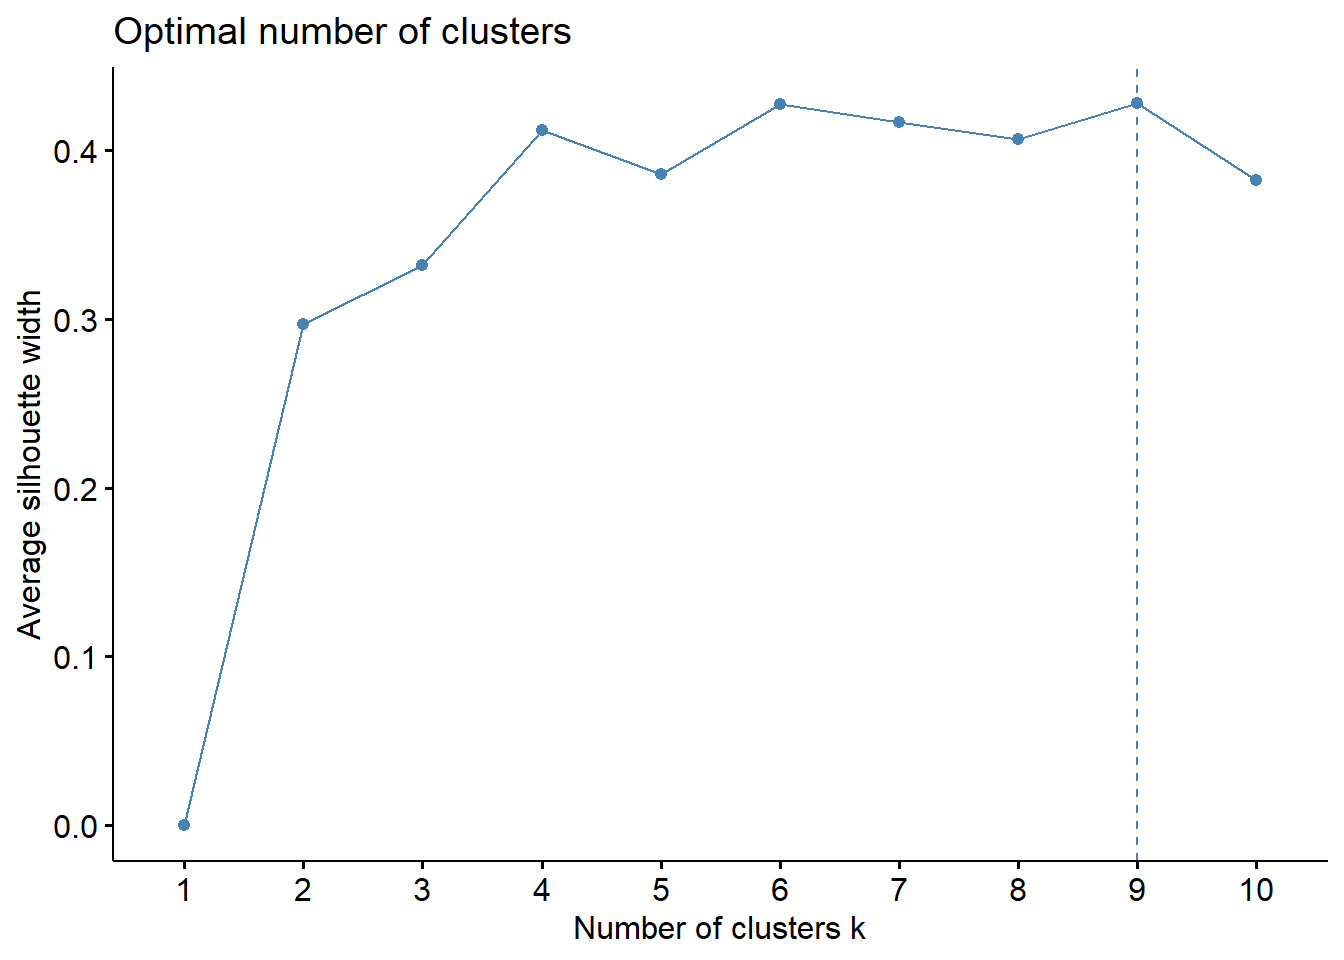 Optimal number of clusters
Average silhouette width
0.4
0.3
0.2
0.1
0.0
1 2 3 4 5 6 7 8 9 10
Number of clusters k